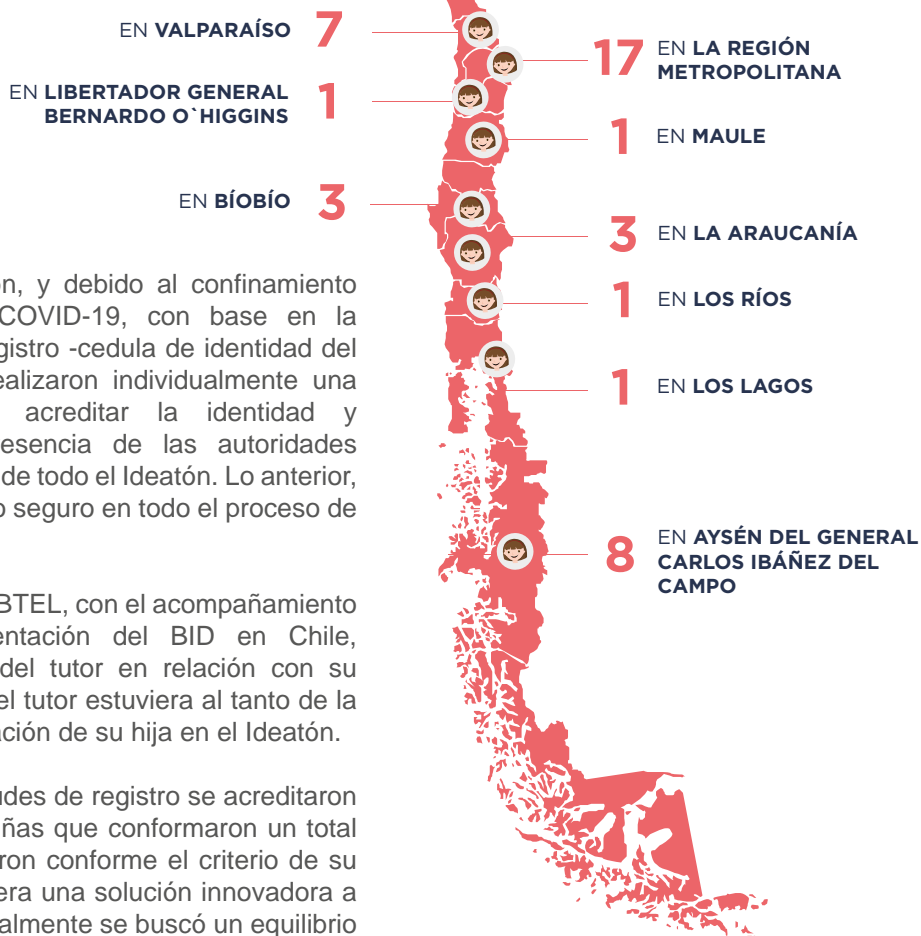 EN VALPARAÍSO 7
17 EN LA REGIÓN
METROPOLITANA
EN LIBERTADOR GENERAL
BERNARDO O`HIGGINS 1
1 EN MAULE
EN BÍOBÍO 3
3 EN LA ARAUCANÍA
1 EN LOS RÍOS
1 EN LOS LAGOS
8 EN AYSÉN DEL GENERAL
CARLOS IBÁÑEZ DEL
CAMPO
n, y debido al confinamiento
COVID-19, con base en la
gistro -cedula de identidad del
ealizaron individualmente una
acreditar la identidad y
esencia de las autoridades
de todo el Ideatón. Lo anterior,
o seguro en todo el proceso de
BTEL, con el acompañamiento
entación del BID en Chile,
del tutor en relación con su
el tutor estuviera al tanto de la
ación de su hija en el Ideatón.
udes de registro se acreditaron
iñas que conformaron un total
ron conforme el criterio de su
era una solución innovadora a
almente se buscó un equilibrio